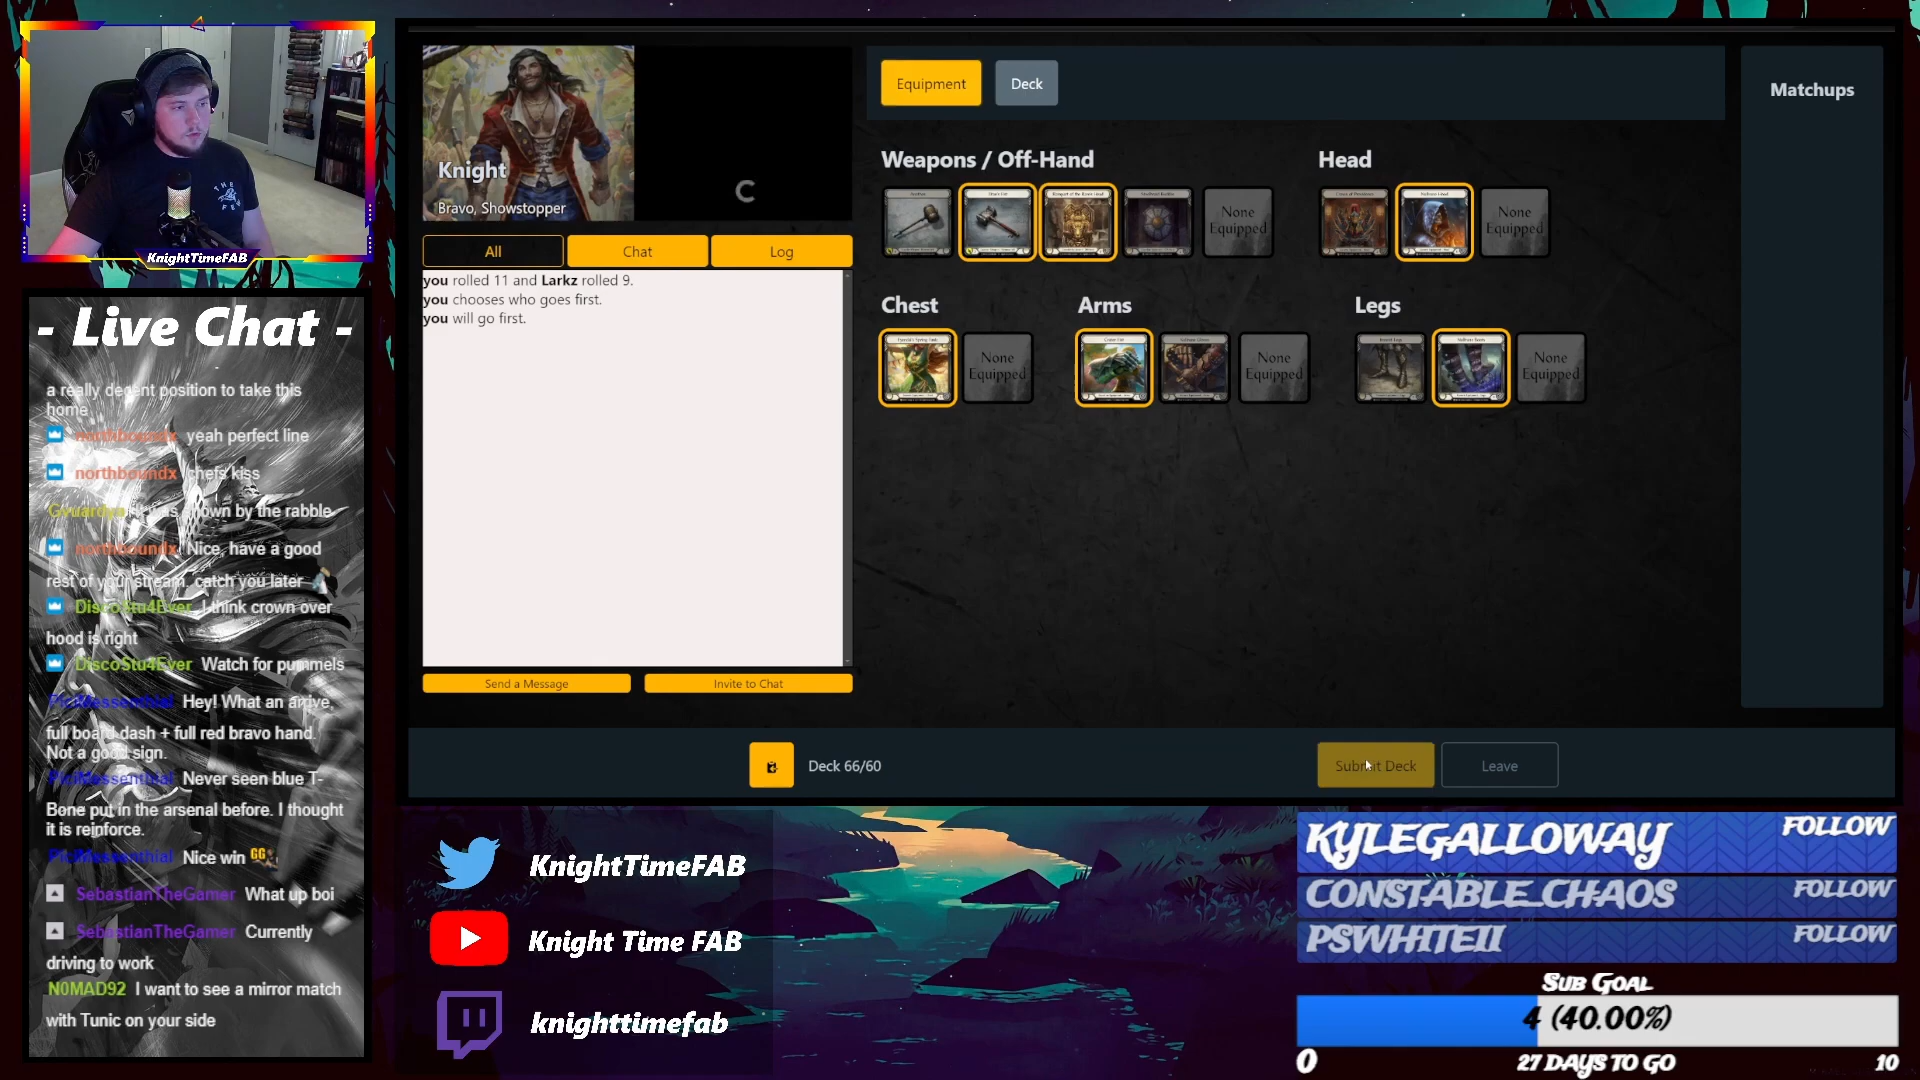 KnightTimeFAB
THE
FEW
- Live Chat -
a really decent position to take this
home
northboundx yeah perfect line
northboundx chefs kiss
own by the rabble
northboundx Nice, have a good
rest of your stream. catch you later
DiscoStu4Ever I think crown over
hood is right
DiscoStu4Ever Watch for pummels
Hey! What an arsive,
full board dash + full red bravo hand.
Not a good sign.
Never seen blue T-
Bone put in the arsenal before. I thought
it is reinforce.
Nice win GG
SebastianTheGamer What up boi
SebastianTheGamer Currently
driving to work
N0MAD92 I want to see a mirror match
with Tunic on your side
Knight
Bravo, Showstopper
All
Chat
Log
you rolled 11 and Larkz rolled 9.
you chooses who goes first.
you will go first.
Send a Message
Invite to Chat
Equipment
Deck
Matchups
Weapons / Off-Hand
None
Equipped
Head
None
Equipped
Chest
None
Equipped
Arms
None
Equipped
Legs
None
Equipped
Deck 66/60
Submit Deck
Leave
KnightTimeFAB
Knight Time FAB
knighttimefab
KYLEGALLOWAY FOLLOW
CONSTABLE_CHAOS FOLLOW
PSWHITEII FOLLOW
SUB GOAL
4 (40.00%)
0
27 DAYS TO GO
10